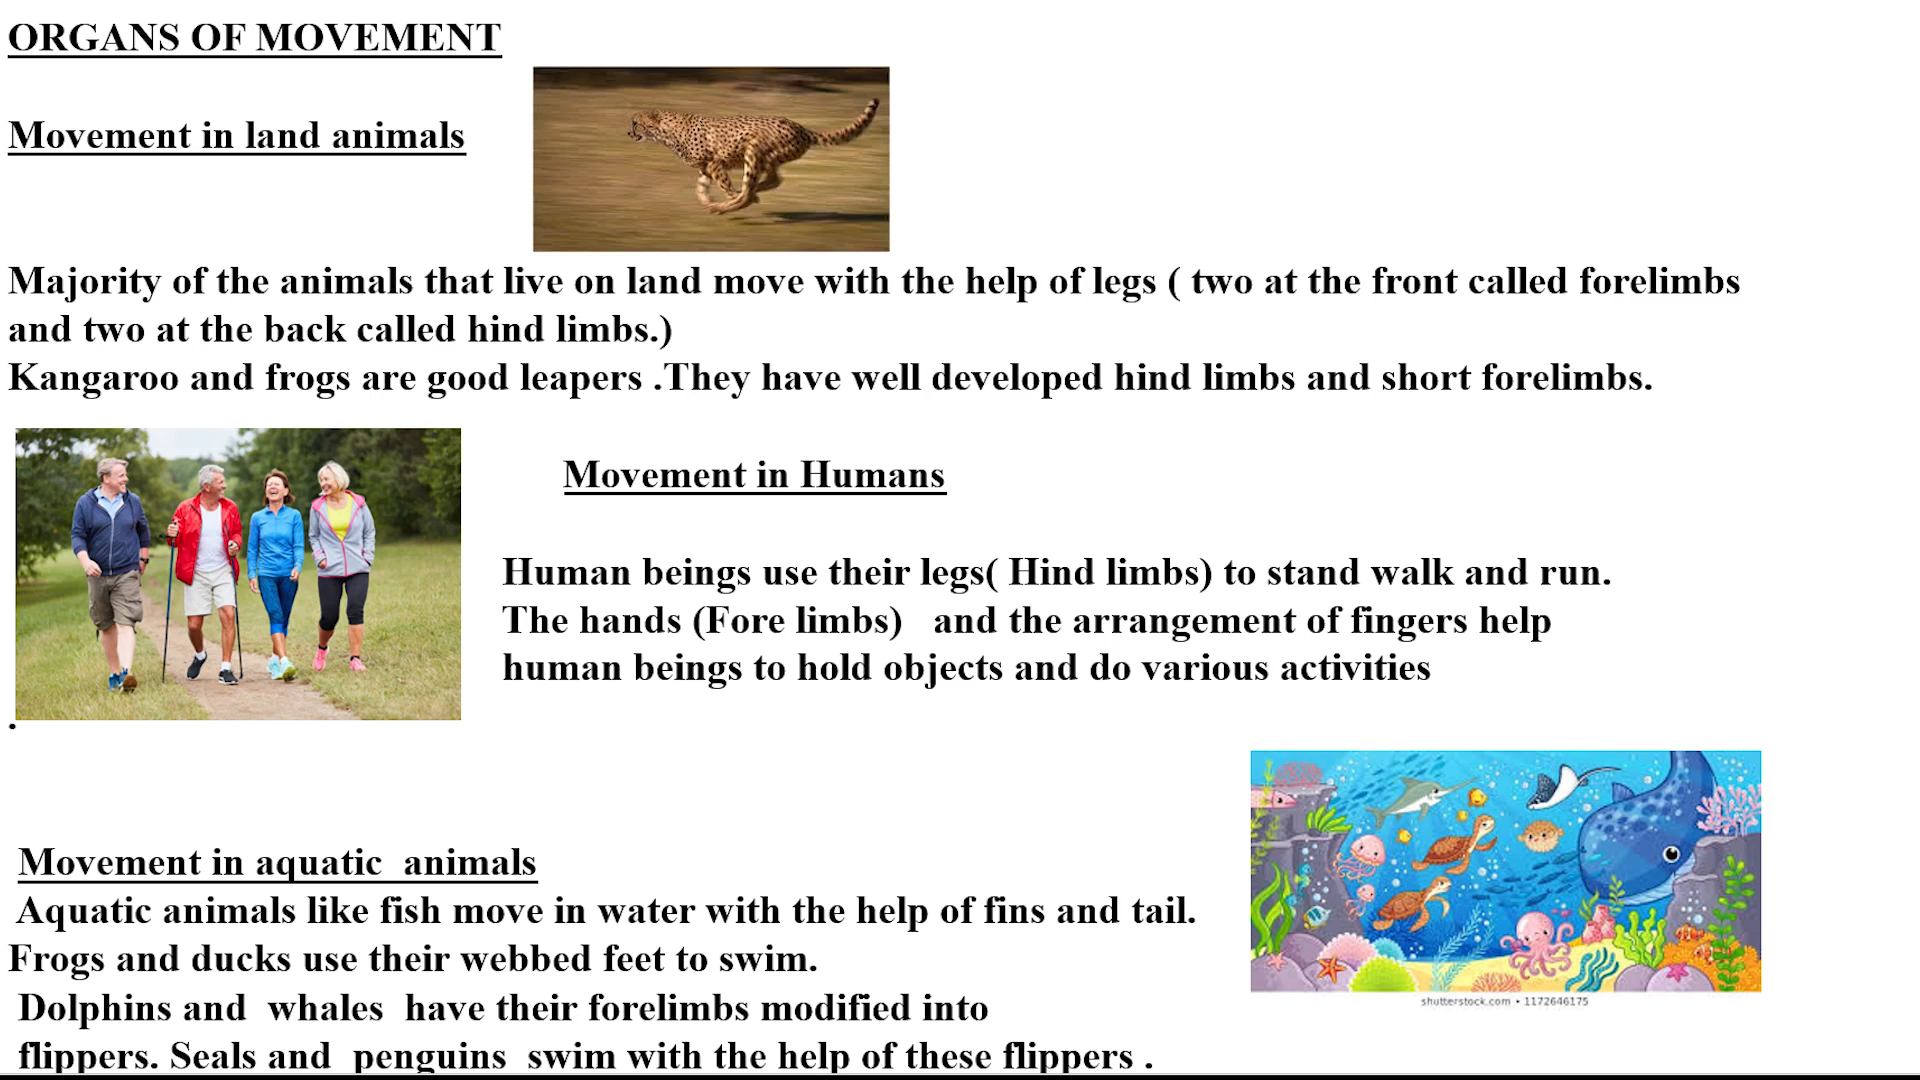 ORGANS OF MOVEMENT
Movement in land animals
Majority of the animals that live on land move with the help of legs ( two at the front called forelimbs
and two at the back called hind limbs.)
Kangaroo and frogs are good leapers .They have well developed hind limbs and short forelimbs.
Movement in Humans
Human beings use their legs( Hind limbs) to stand walk and run.
The hands (Fore limbs) and the arrangement of fingers help
human beings to hold objects and do various activities
.
Movement in aquatic animals
Aquatic animals like fish move in water with the help of fins and tail.
Frogs and ducks use their webbed feet to swim.
Dolphins and whales have their forelimbs modified into
flippers. Seals and penguins swim with the help of these flippers .
shutterstock.com • 1172646175